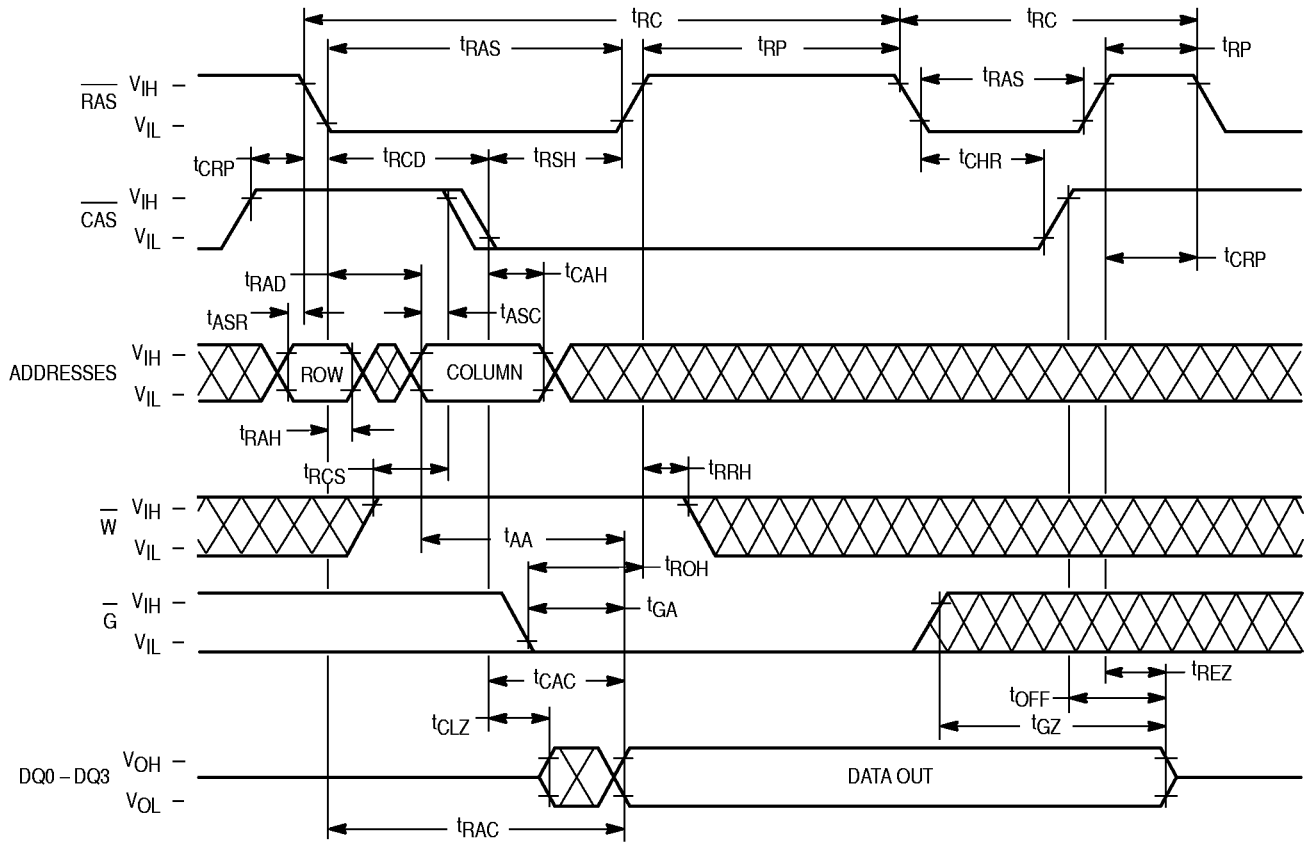 tRC tRC
tRAS tRP tRP
tRAS
RAS VIH
VIL
tCRP tRCD tRSH tCHR
CAS VIH
VIL
tRAD tCAH tCRP
tASR tASC
ADDRESSES VIH
VIL
ROW COLUMN
tRAH
tRCS tRRH
W VIH
VIL
tAA
tROH
G VIH
VIL
tGA
tCAC tREZ
tOFF
tCLZ tGZ
DQ0 – DQ3 VOH
VOL
DATA OUT
tRAC